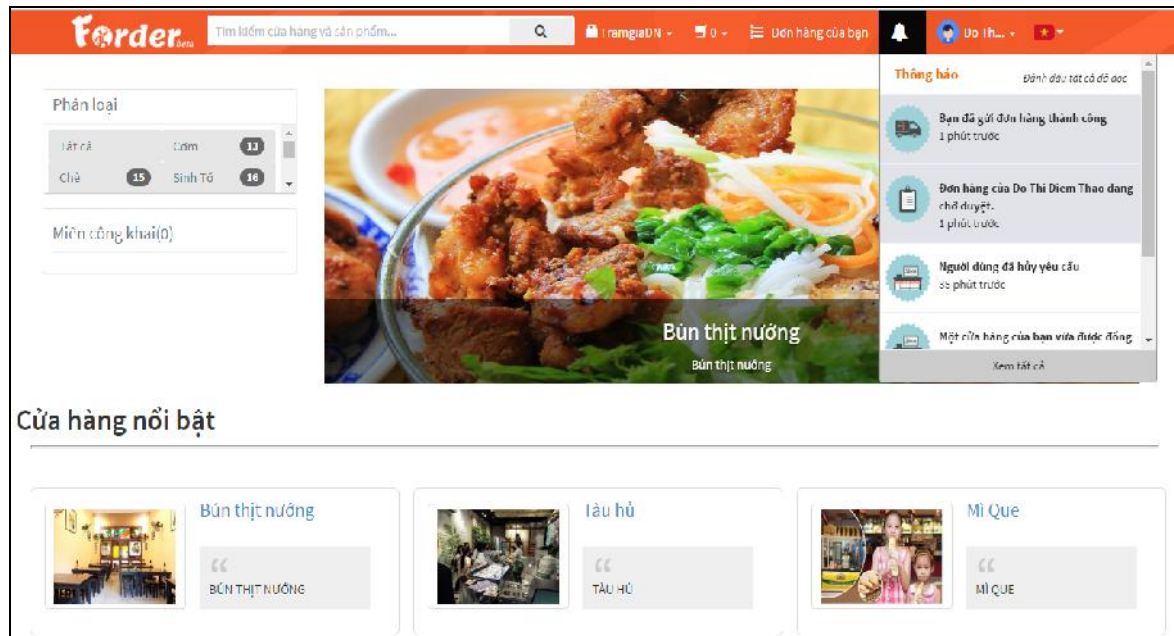 Forder beta
Tìm kiếm cửa hàng và sản phẩm...
TramgiaDN
0
Đơn hàng của bạn
Do Th...
Thông báo
Đánh dấu tất cả đã đọc
Bạn đã gửi đơn hàng thành công
1 phút trước
Đơn hàng của Do Thi Diem Thao đang
chờ duyệt.
1 phút trước
Người dùng đã hủy yêu cầu
35 phút trước
Một cửa hàng của bạn vừa được đồng
Xem tất cả
Phân loại
Tất cả
Cơm 13
Chè 15
Sinh Tố 16
Miền công khai(0)
Bún thịt nướng
Bún thịt nướng
Cửa hàng nổi bật
Bún thịt nướng
BÚN THỊT NƯỚNG
Tàu hủ
TÀU HỦ
Mì Que
MÌ QUE